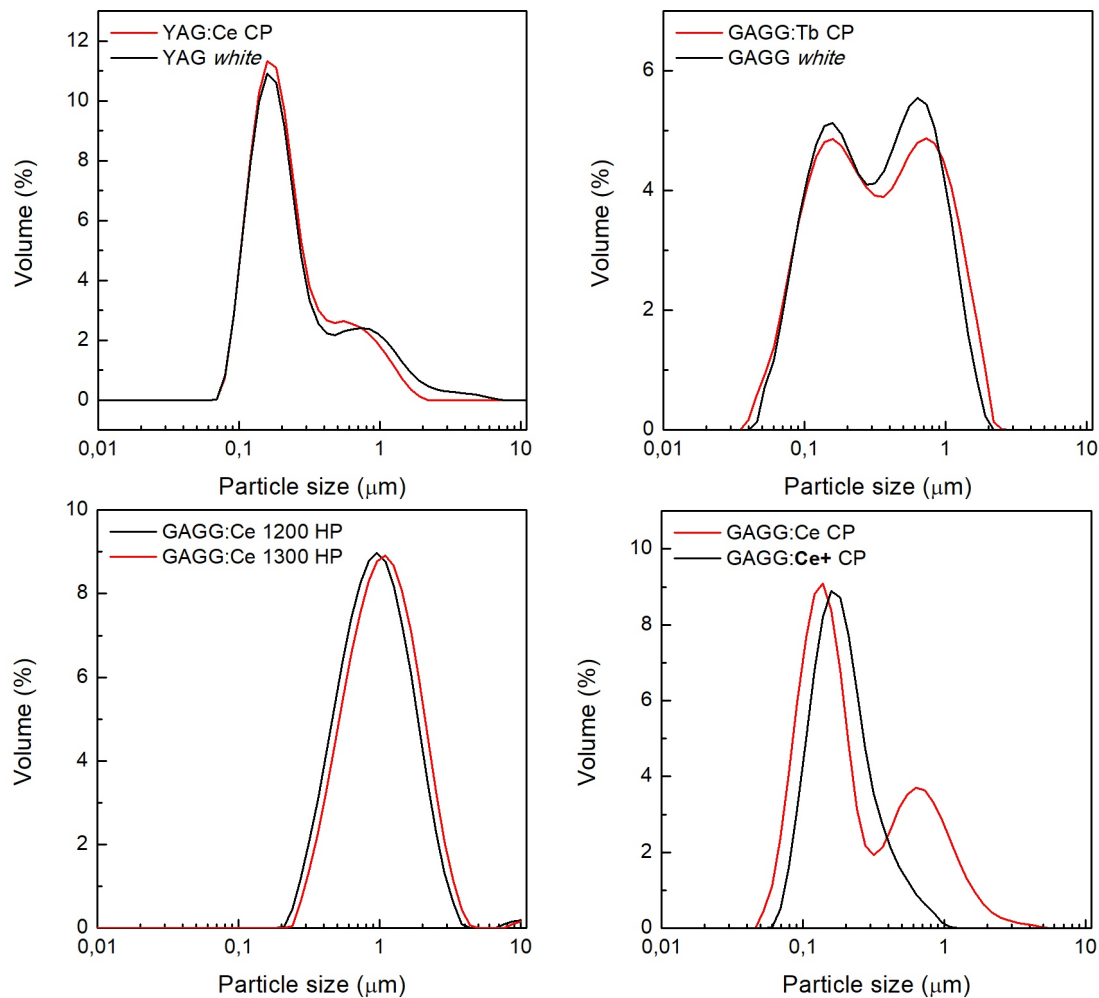 YAG:Ce CP
YAG white
12
10
8
6
4
2
0
Volume (%)
0,01
0,1
1
10
Particle size (μm)
GAGG:Tb CP
GAGG white
6
4
2
0
Volume (%)
0,01
0,1
1
10
Particle size (μm)
GAGG:Ce 1200 HP
GAGG:Ce 1300 HP
10
8
6
4
2
0
Volume (%)
0,01
0,1
1
10
Particle size (μm)
GAGG:Ce CP
GAGG:Ce+ CP
10
8
6
4
2
0
Volume (%)
0,01
0,1
1
10
Particle size (μm)